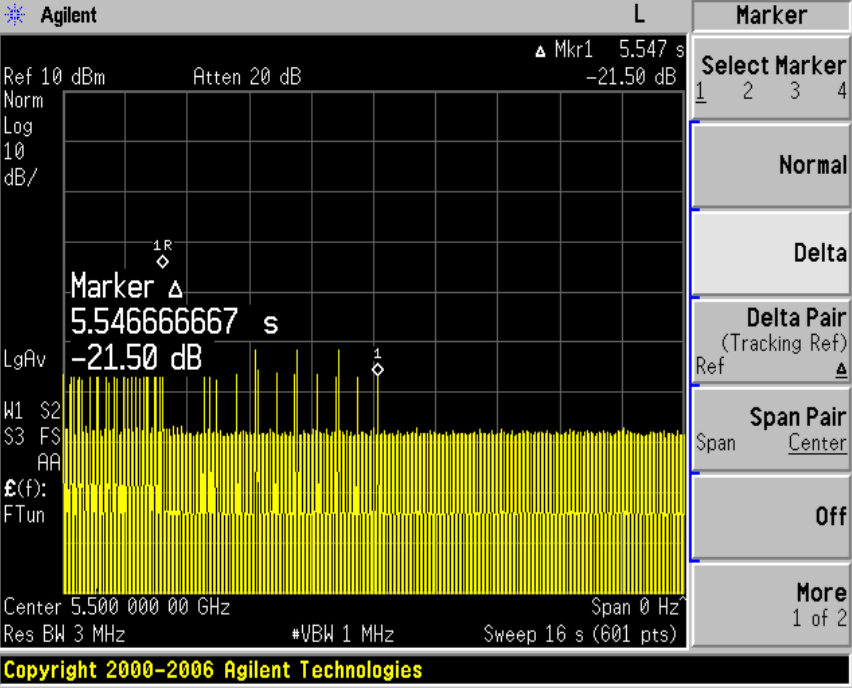 Agilent L Marker
Δ Mkr1 5.547 s
Ref 10 dBm Atten 20 dB -21.50 dB
Norm
Log
10
dB/
1R
Marker Δ
5.546666667 s
-21.50 dB
1
LgAv
W1 S2
S3 FS
AA
£(f):
FTun
Center 5.500 000 00 GHz Span 0 Hz^
Res BW 3 MHz #VBW 1 MHz Sweep 16 s (601 pts)
Copyright 2000-2006 Agilent Technologies
Select Marker
1 2 3 4
Normal
Delta
Delta Pair
(Tracking Ref)
Ref Δ
Span Pair
Span Center
Off
More
1 of 2